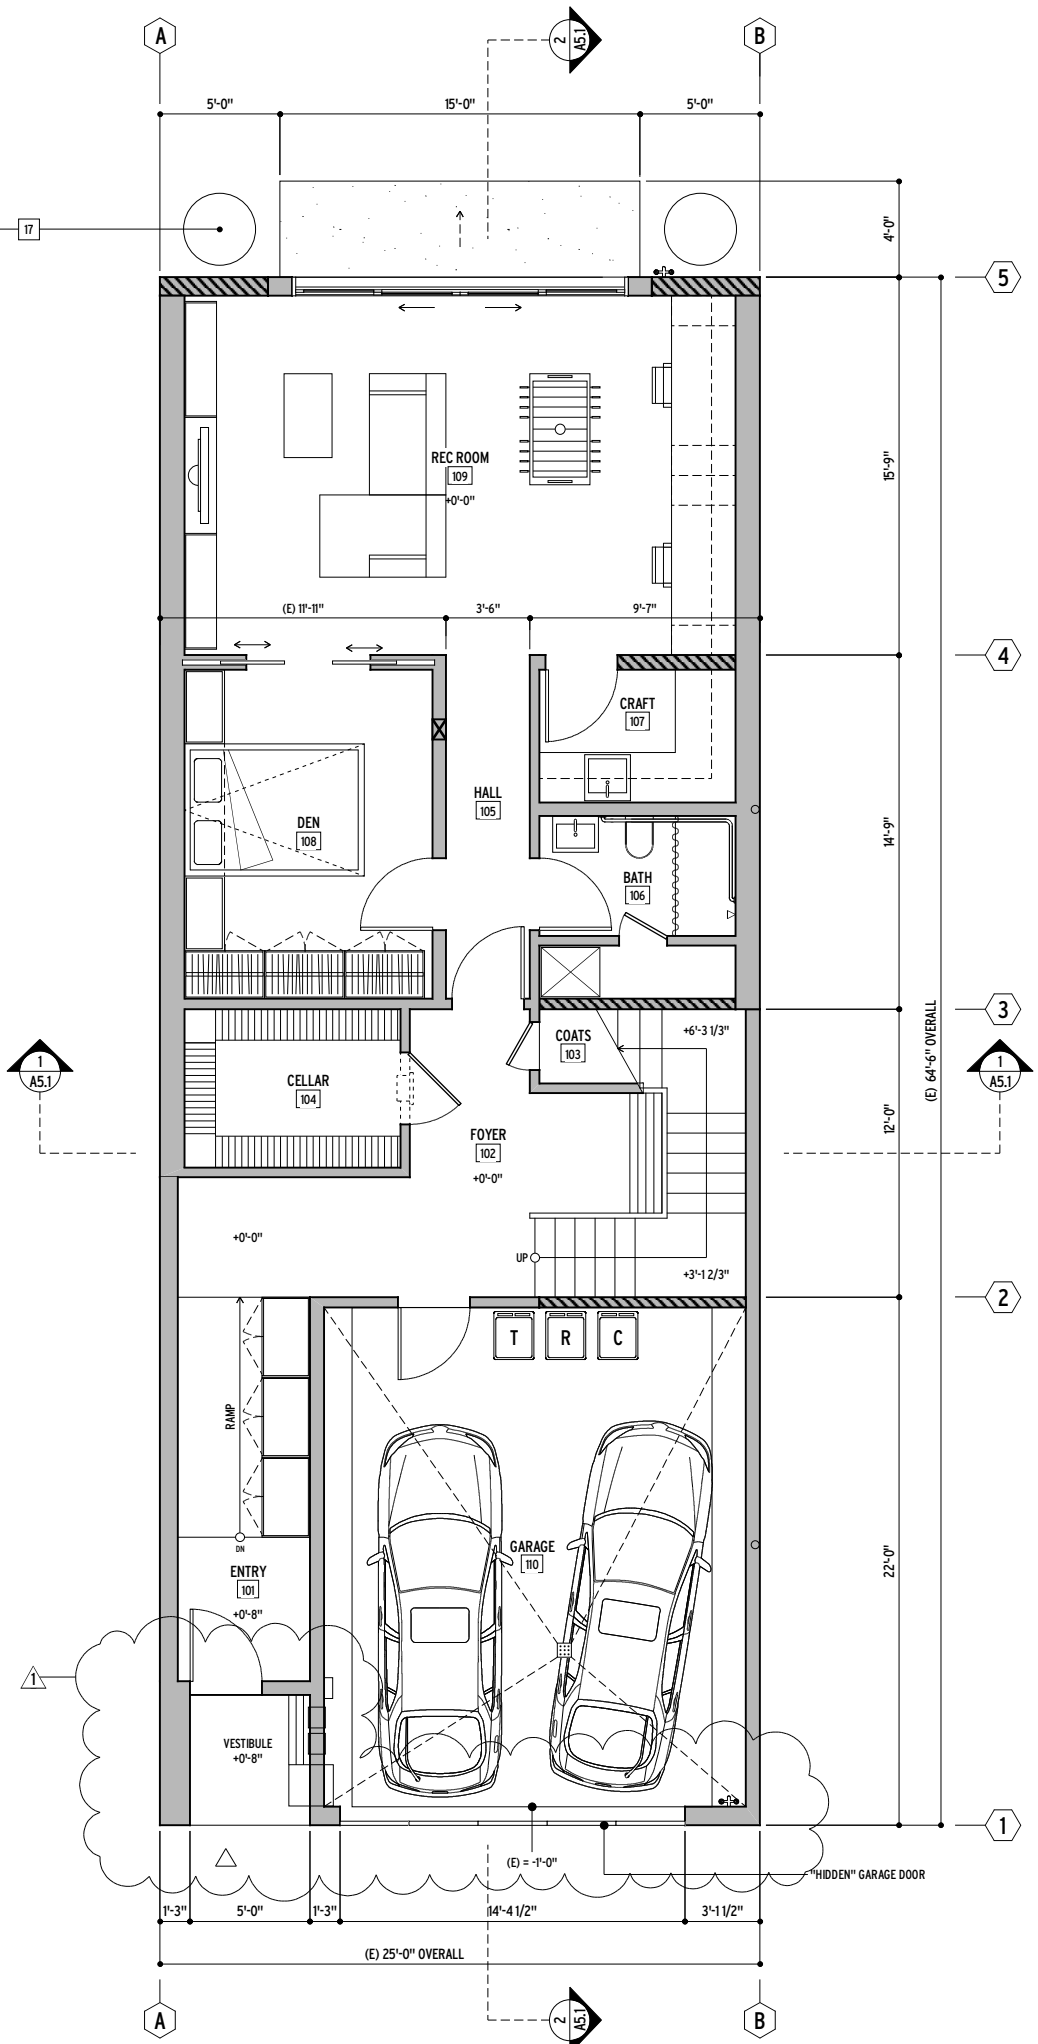 A
2
A5.1
B
5'-0"
15'-0"
5'-0"
17
4'-0"
5
REC ROOM
109
+0'-0"
15'-9"
(E) 11'-11"
3'-6"
9'-7"
4
CRAFT
107
HALL
105
DEN
108
14'-9"
BATH
106
3
COATS
103
+6'-3 1/3"
(E) 64'-6" OVERALL
1
A5.1
1
A5.1
CELLAR
104
12'-0"
FOYER
102
+0'-0"
+0'-0"
UP
+3'-1 2/3"
2
T R C
RAMP
DN
GARAGE
110
22'-0"
ENTRY
101
+0'-8"
1
VESTIBULE
+0'-8"
1
(E) = -1'-0"
"HIDDEN" GARAGE DOOR
1'-3"
5'-0"
1'-3"
14'-4 1/2"
3'-1 1/2"
(E) 25'-0" OVERALL
A
2
A5.1
B